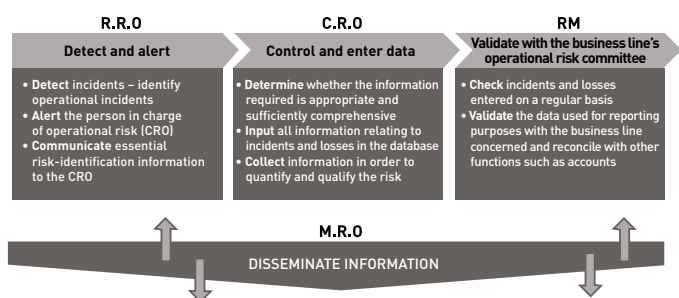 R.R.O
Detect and alert
• Detect incidents – identify
operational incidents
• Alert the person in charge
of operational risk (CRO)
• Communicate essential
risk-identification information
to the CRO
C.R.O
Control and enter data
• Determine whether the information
required is appropriate and
sufficiently comprehensive
• Input all information relating to
incidents and losses in the database
• Collect information in order to
quantify and qualify the risk
RM
Validate with the business line's
operational risk committee
• Check incidents and losses
entered on a regular basis
• Validate the data used for reporting
purposes with the business line
concerned and reconcile with other
functions such as accounts
M.R.O
DISSEMINATE INFORMATION